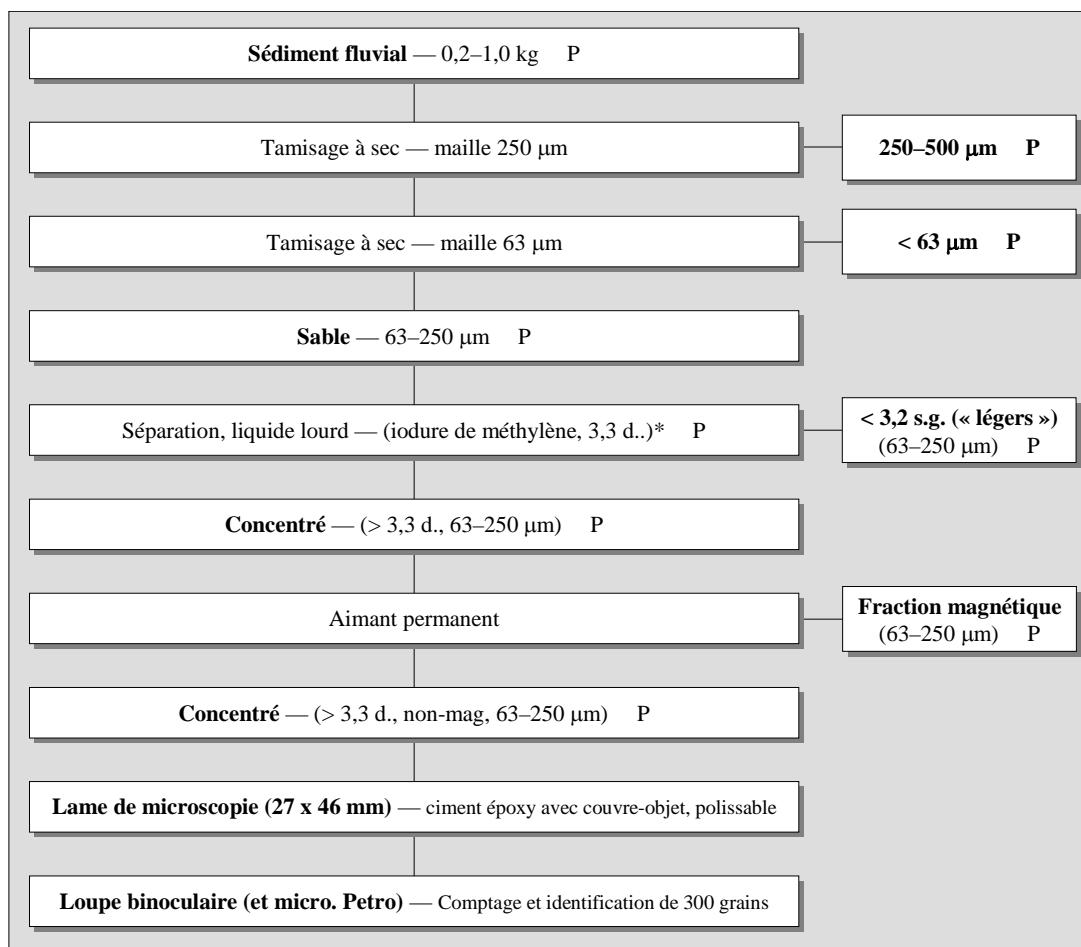 Sédiment fluvial — 0,2–1,0 kg P
Tamisage à sec — maille 250 μm
250–500 μm P
Tamisage à sec — maille 63 μm
< 63 μm P
Sable — 63–250 μm P
Séparation, liquide lourd — (iodure de méthylène, 3,3 d..)* P
< 3,2 s.g. (« légers »)
(63–250 μm) P
Concentré — (> 3,3 d., 63–250 μm) P
Aimant permanent
Fraction magnétique
(63–250 μm) P
Concentré — (> 3,3 d., non-mag, 63–250 μm) P
Lame de microscopie (27 x 46 mm) — ciment époxy avec couvre-objet, polissable
Loupe binoculaire (et micro. Petro) — Comptage et identification de 300 grains